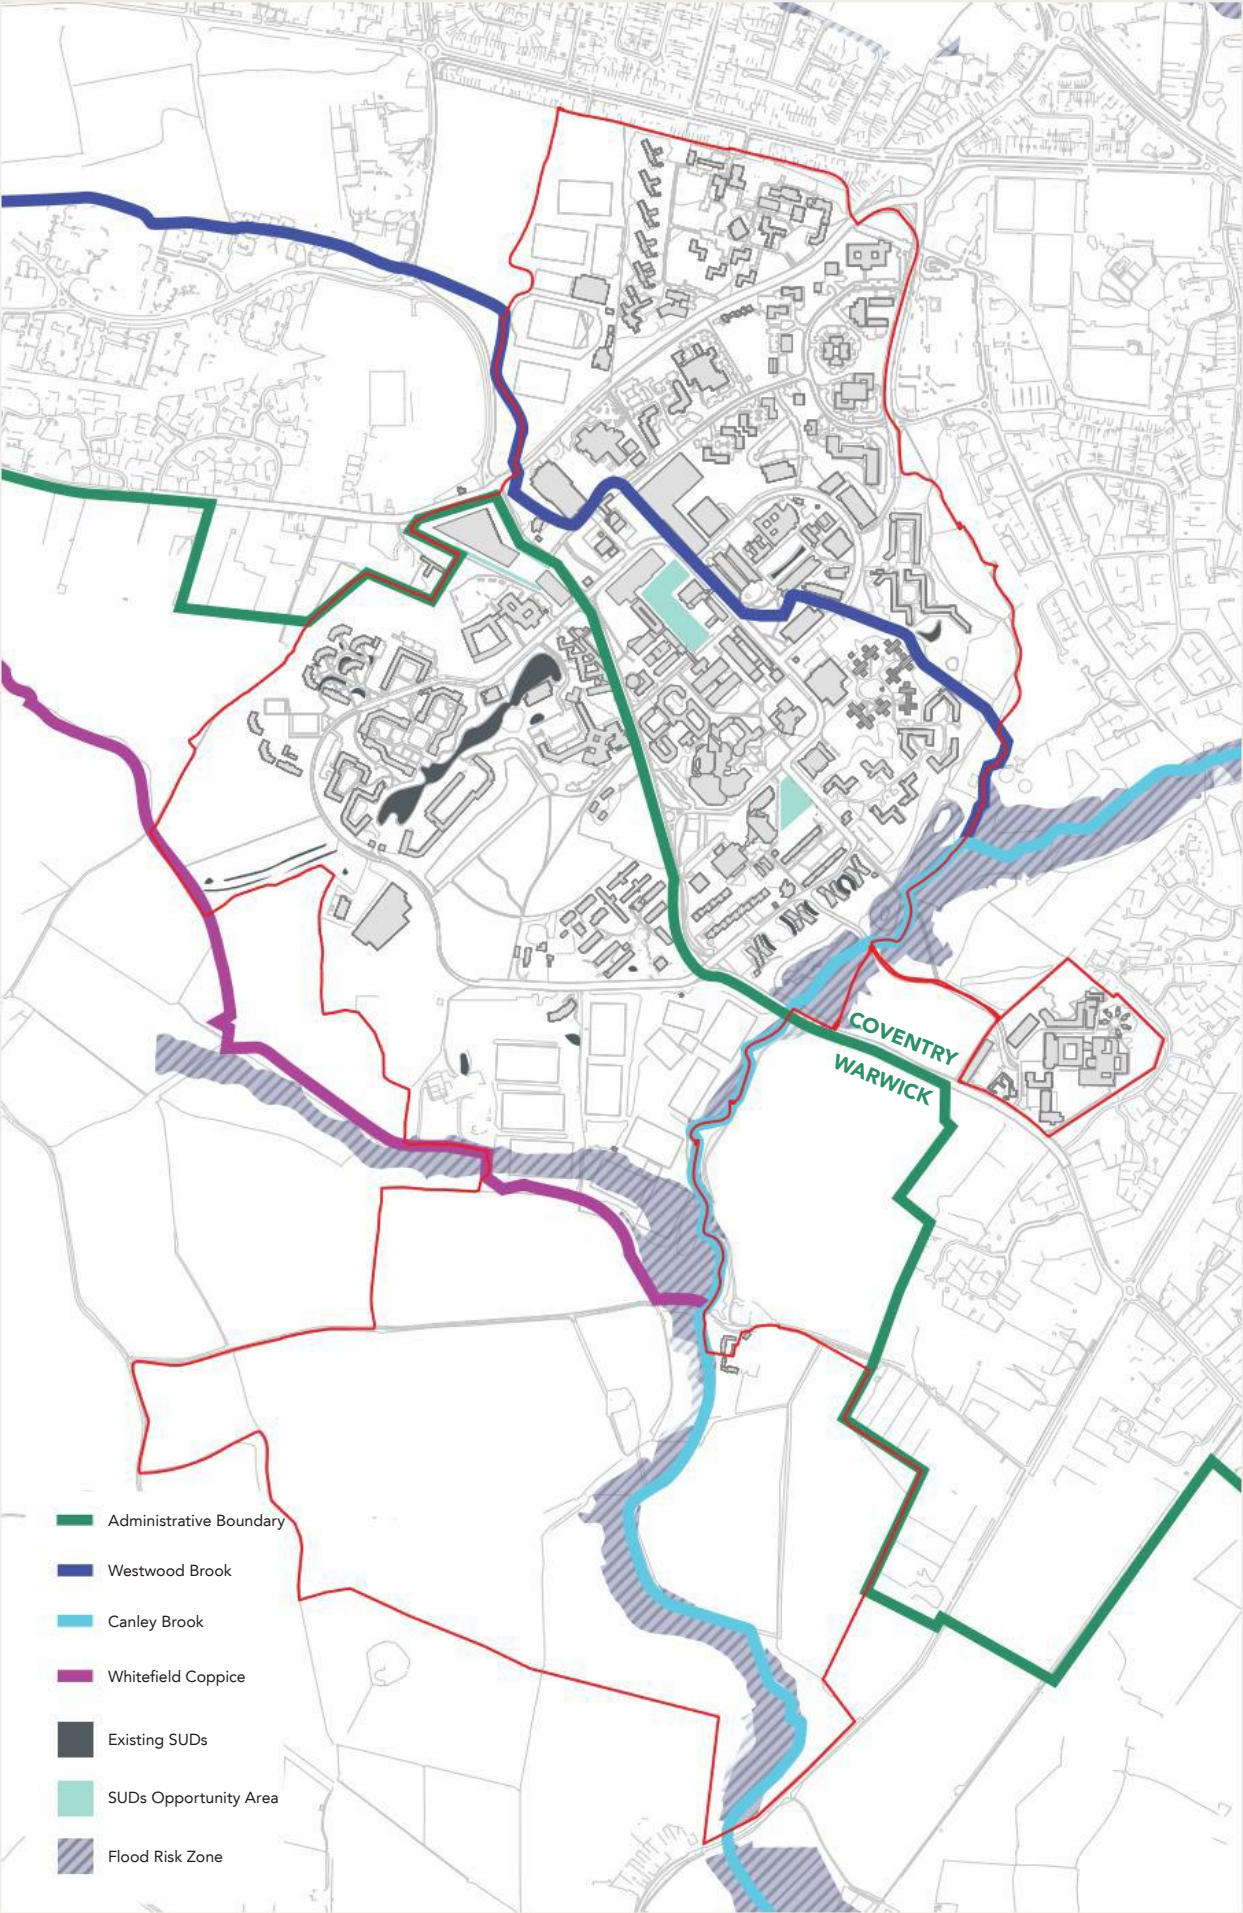 COVENTRY
WARWICK
Administrative Boundary
Westwood Brook
Canley Brook
Whitefield Coppice
Existing SUDs
SUDs Opportunity Area
Flood Risk Zone